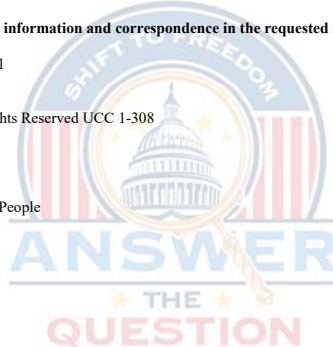 information and correspondence in the requested
hts Reserved UCC 1-308
People
SHIFT TO FREEDOM
ANSWER
THE
QUESTION